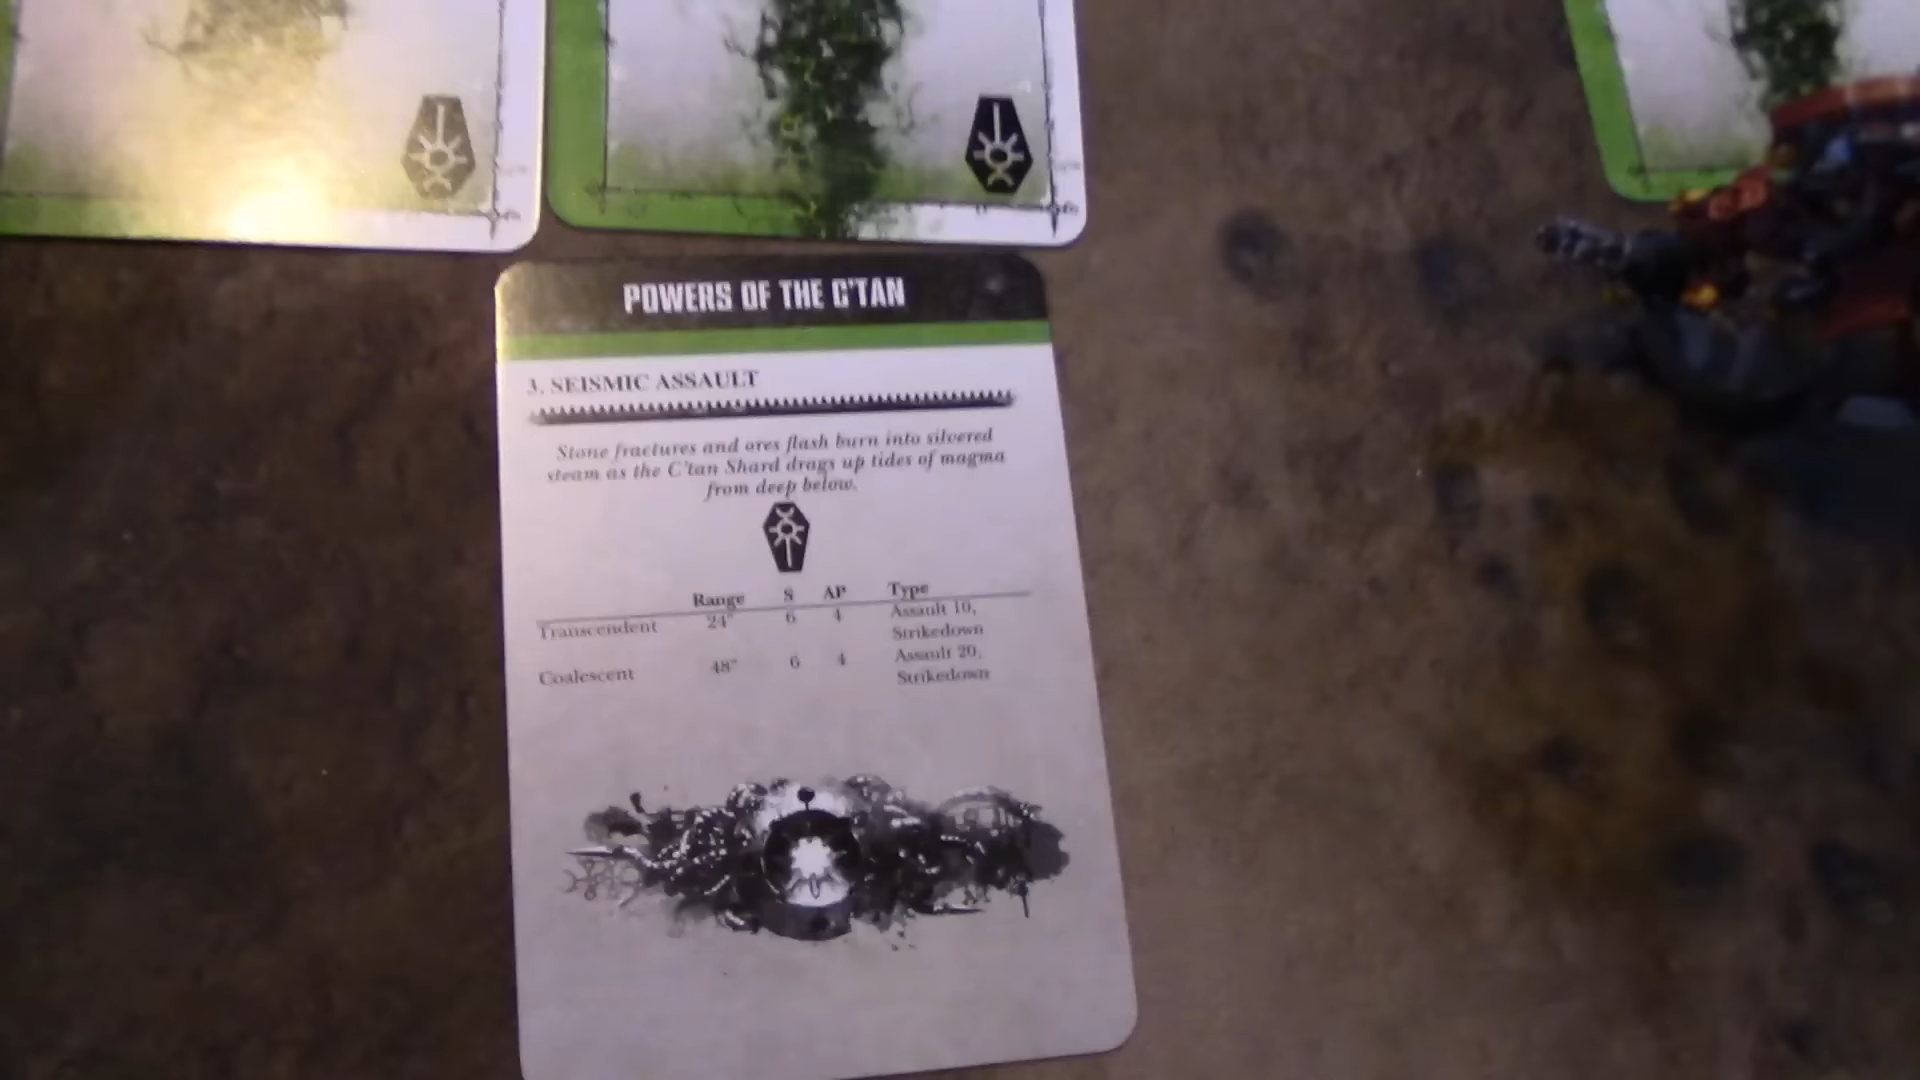 POWERS OF THE C'TAN
3. SEISMIC ASSAULT
Stone fractures and ores flash burn into silvered
steam as the C'tan Shard drags up tides of magma
from deep below.
Range S AP Type
Transcendent 24" 6 4 Assault 10,
Strikedown
Coalescent 48" 6 4 Assault 20,
Strikedown